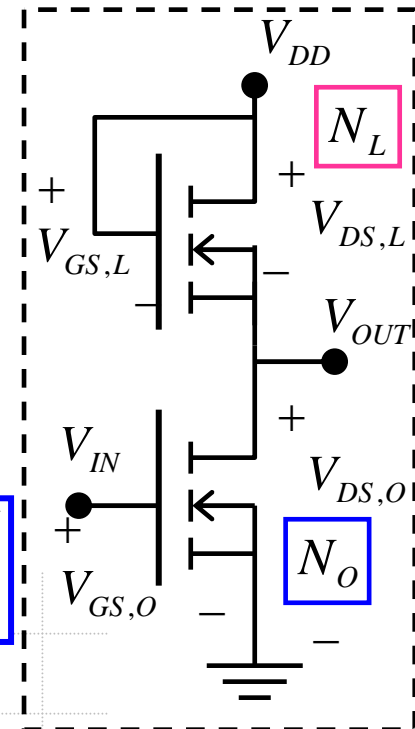 V_DD
N_L
+
+
V_GS,L
V_DS,L
−
−
V_OUT
+
V_IN
V_DS,O
+
N_O
V_GS,O
−
−